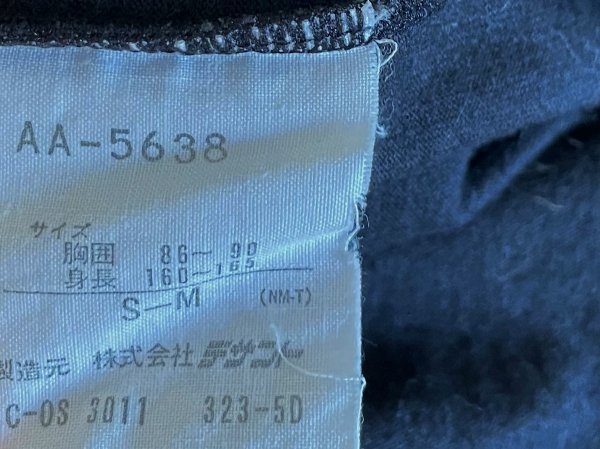 AA-5638
サイズ
胸囲 86～ 90
身長 160～165
S-M (NM-T)
製造元 株式会社 デサント
C-OS 3011 323-5D